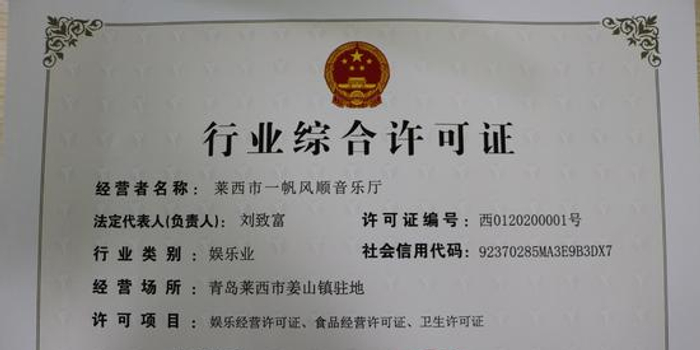 行业综合许可证
经营者名称：莱西市一帆风顺音乐厅
法定代表人(负责人)：刘致富 许可证编号：西0120200001号
行业类别：娱乐业 社会信用代码：92370285MA3E9B3DX7
经营场所：青岛莱西市姜山镇驻地
许可项目：娱乐经营许可证、食品经营许可证、卫生许可证